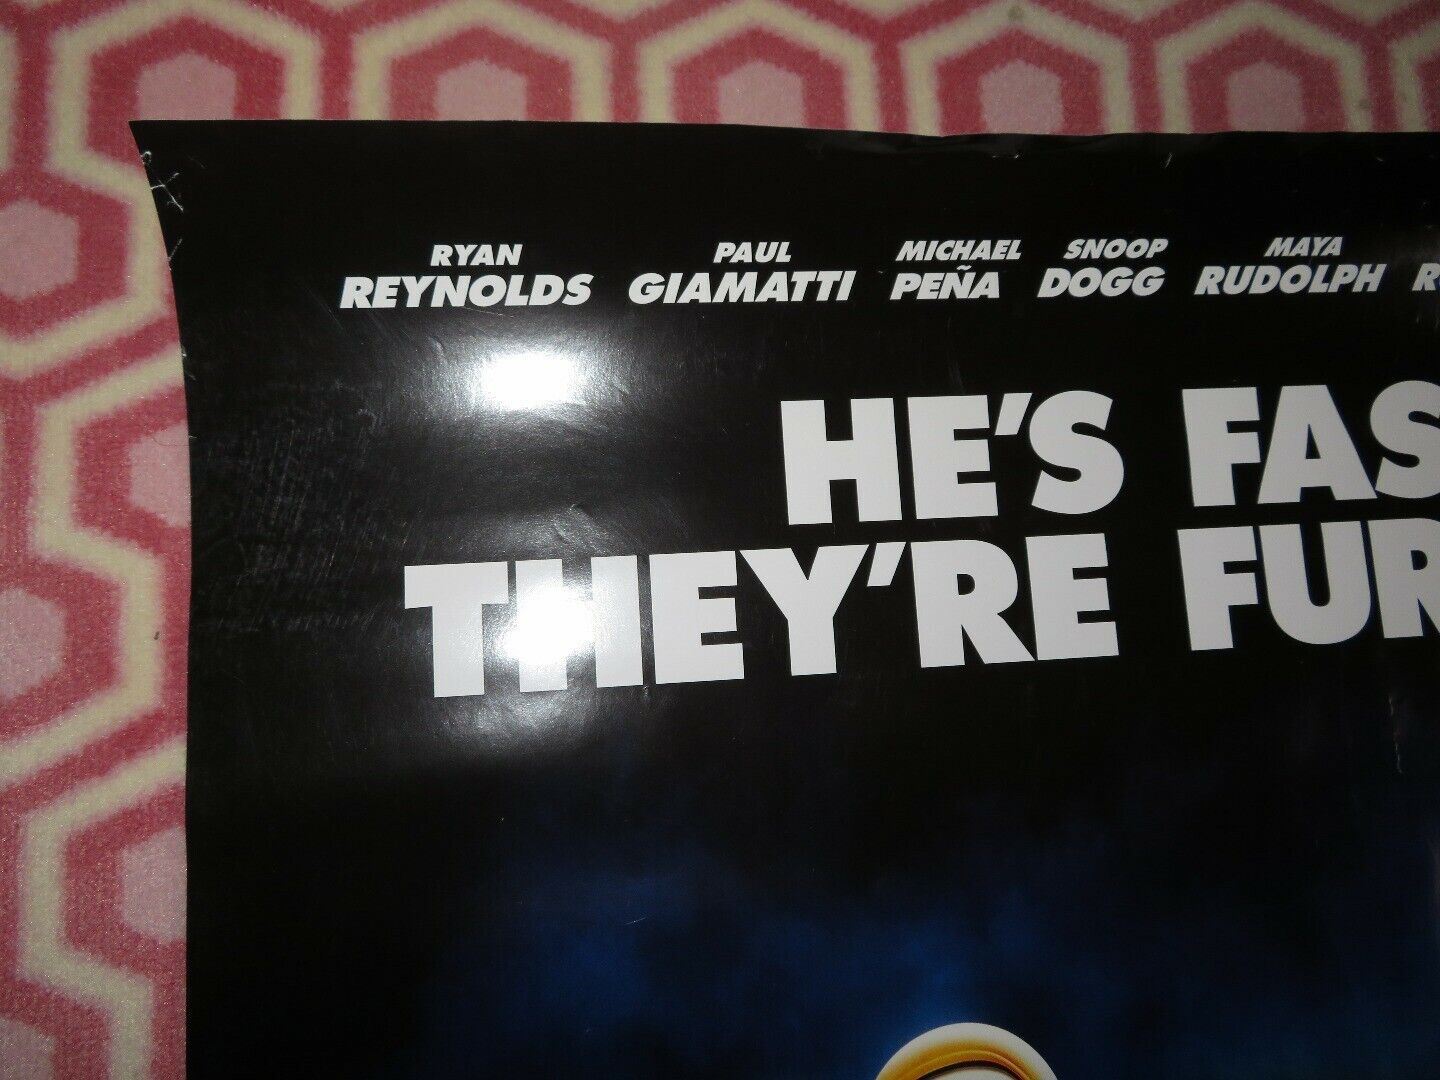 RYAN PAUL MICHAEL SNOOP MAYA
REYNOLDS GIAMATTI PEÑA DOGG RUDOLPH
HE'S FAS
THEY'RE FUR